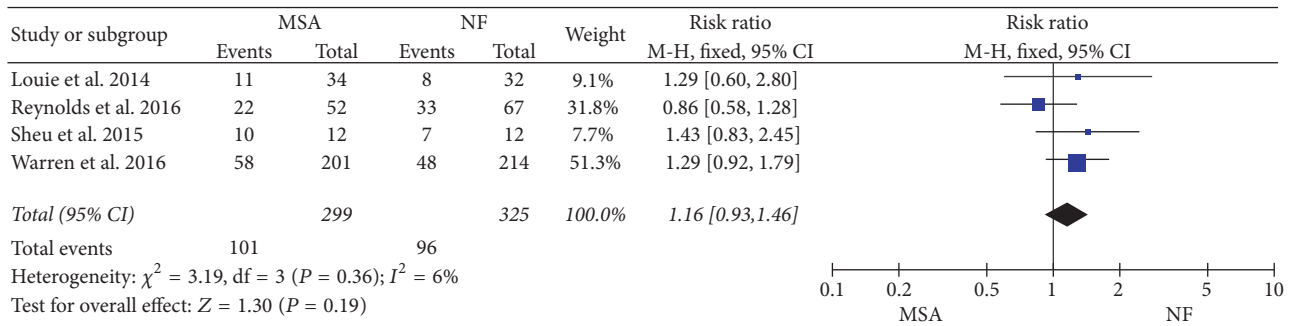 Study or subgroup MSA NF Weight Risk ratio Risk ratio
Events Total Events Total M-H, fixed, 95% CI M-H, fixed, 95% CI
Louie et al. 2014 11 34 8 32 9.1% 1.29 [0.60, 2.80]
Reynolds et al. 2016 22 52 33 67 31.8% 0.86 [0.58, 1.28]
Sheu et al. 2015 10 12 7 12 7.7% 1.43 [0.83, 2.45]
Warren et al. 2016 58 201 48 214 51.3% 1.29 [0.92, 1.79]
Total (95% CI) 299 325 100.0% 1.16 [0.93,1.46]
Total events 101 96
Heterogeneity: χ² = 3.19, df = 3 (P = 0.36); I² = 6%
Test for overall effect: Z = 1.30 (P = 0.19)
0.1 0.2 0.5 1 2 5 10
MSA NF